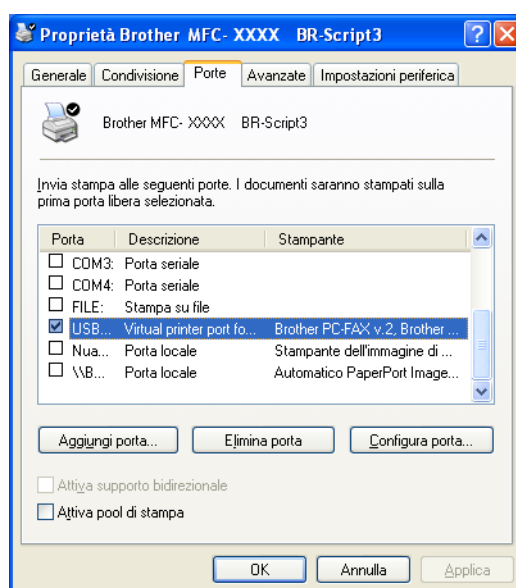 Proprietà Brother MFC- XXXX BR-Script3
Generale Condivisione Porte Avanzate Impostazioni periferica
Brother MFC- XXXX BR-Script3
Invia stampa alle seguenti porte. I documenti saranno stampati sulla
prima porta libera selezionata.
Porta Descrizione Stampante
COM3: Porta seriale
COM4: Porta seriale
FILE: Stampa su file
USB... Virtual printer port fo... Brother PC-FAX v.2, Brother ...
Nua... Porta locale Stampante dell'immagine di ...
\\B... Porta locale Automatico PaperPort Image...
Aggiungi porta... Elimina porta Configura porta...
Attiva supporto bidirezionale
Attiva pool di stampa
OK Annulla Applica